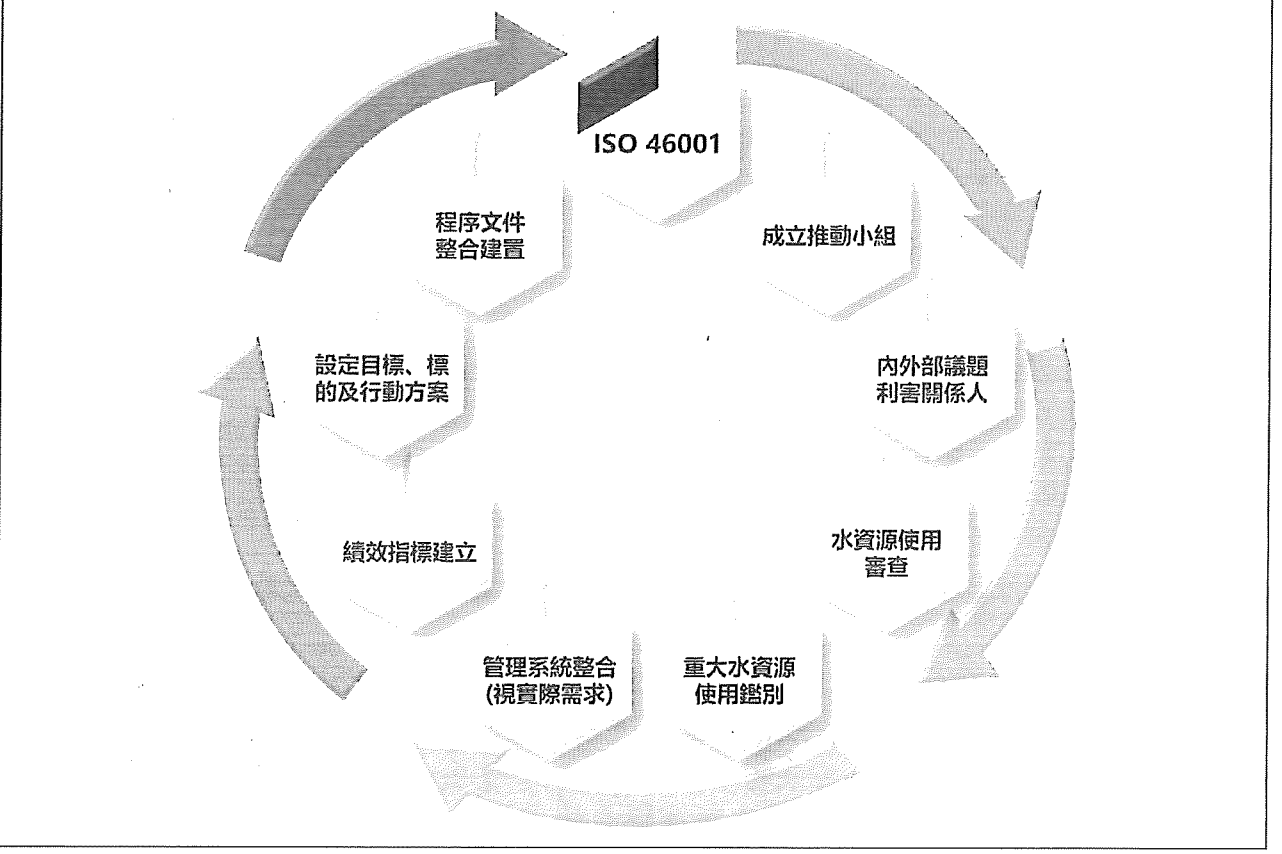 ISO 46001
成立推動小組
內外部議題
利害關係人
水資源使用
審查
重大水資源
使用鑑別
管理系統整合
(視實際需求)
績效指標建立
設定目標、標
的及行動方案
程序文件
整合建置